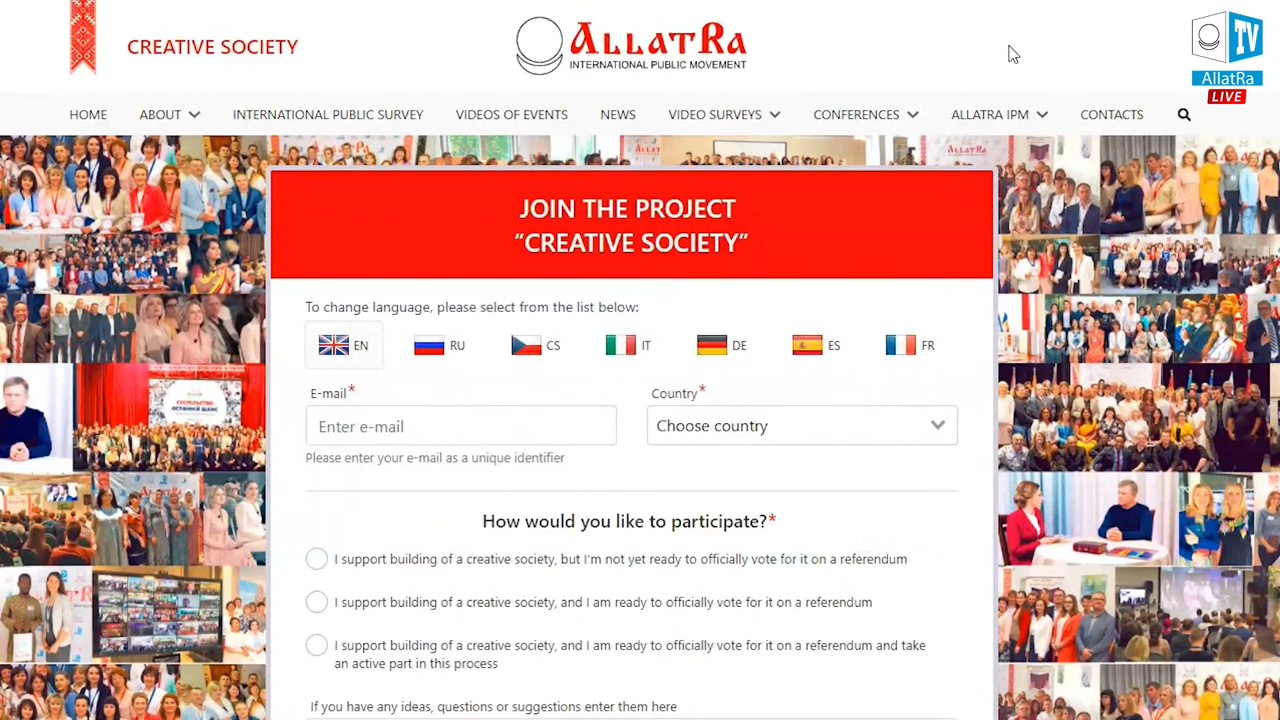 CREATIVE SOCIETY
ALLATRA
INTERNATIONAL PUBLIC MOVEMENT
TV
AllatRa
LIVE
HOME
ABOUT
INTERNATIONAL PUBLIC SURVEY
VIDEOS OF EVENTS
NEWS
VIDEO SURVEYS
CONFERENCES
ALLATRA IPM
CONTACTS
JOIN THE PROJECT
“CREATIVE SOCIETY”
To change language, please select from the list below:
EN
RU
CS
IT
DE
ES
FR
E-mail*
Country*
Enter e-mail
Choose country
Please enter your e-mail as a unique identifier
How would you like to participate?*
I support building of a creative society, but I'm not yet ready to officially vote for it on a referendum
I support building of a creative society, and I am ready to officially vote for it on a referendum
I support building of a creative society, and I am ready to officially vote for it on a referendum and take
an active part in this process
If you have any ideas, questions or suggestions enter them here
ALLATRA
ALLATRA
СУСПІЛЬСТВО
ОСТАННІЙ ШАНС